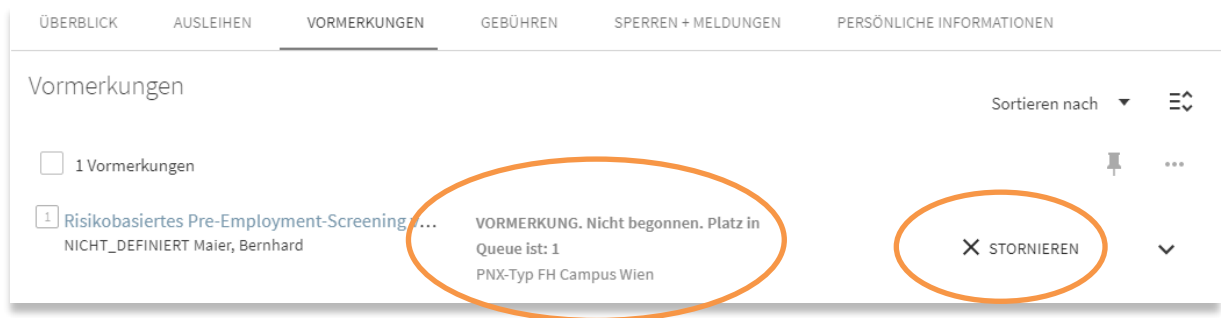 ÜBERBLICK AUSLEIHEN VORMERKUNGEN GEBÜHREN SPERREN + MELDUNGEN PERSÖNLICHE INFORMATIONEN
Vormerkungen
Sortieren nach
1 Vormerkungen
1 Risikobasiertes Pre-Employment-Screening v...
NICHT_DEFINIERT Maier, Bernhard
VORMERKUNG. Nicht begonnen. Platz in
Queue ist: 1
PNX-Typ FH Campus Wien
STORNIEREN